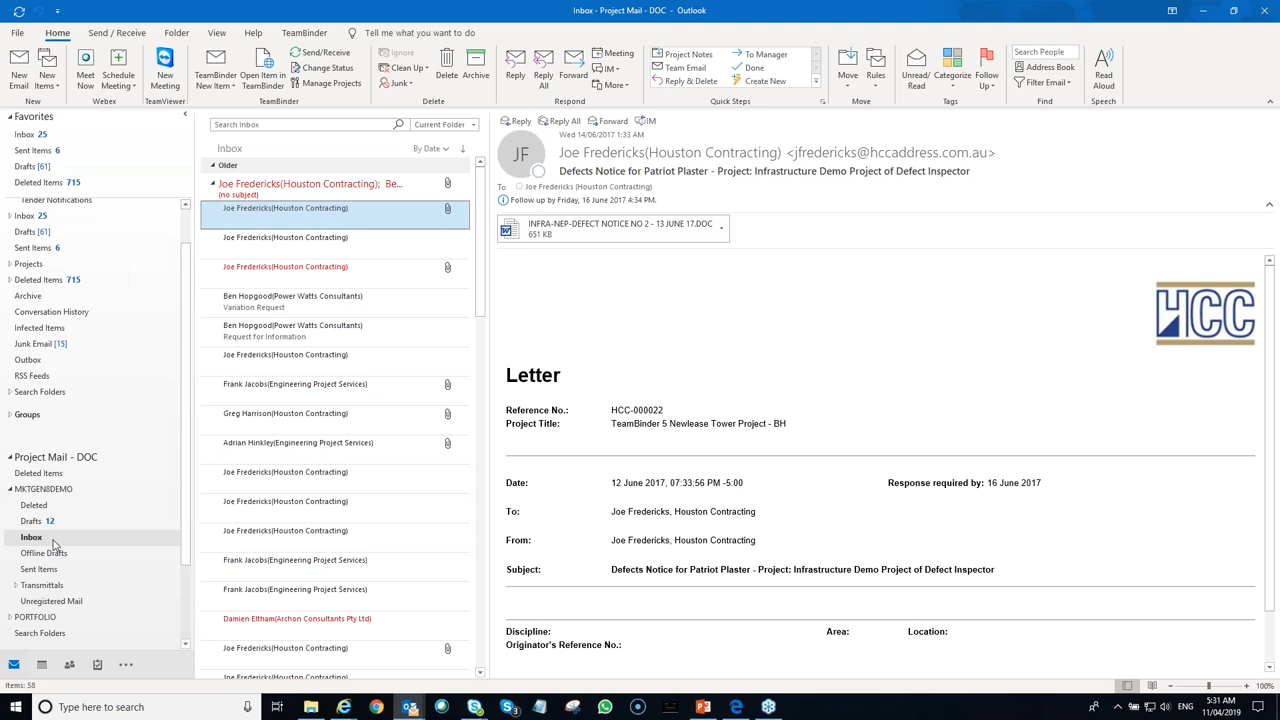 Inbox - Project Mail - DOC - Outlook
File Home Send / Receive Folder View Help TeamBinder Tell me what you want to do
New Email
New Items
New
Meet Now
Schedule Meeting
Webex
New Meeting
TeamViewer
TeamBinder New Item
Open Item in TeamBinder
Send/Receive
Change Status
Manage Projects
TeamBinder
Ignore
Clean Up
Junk
Delete
Archive
Delete
Reply
Reply All
Forward
Meeting
IM
More
Respond
Project Notes
Team Email
Reply & Delete
To Manager
Done
Create New
Quick Steps
Move
Rules
Move
Unread/ Read
Categorize
Follow Up
Tags
Search People
Address Book
Filter Email
Find
Read Aloud
Speech
Favorites
Inbox 25
Sent Items 6
Drafts [61]
Deleted Items 715
Tender Notifications
Inbox 25
Drafts [61]
Sent Items 6
Projects
Deleted Items 715
Archive
Conversation History
Infected Items
Junk Email [15]
Outbox
RSS Feeds
Search Folders
Groups
Project Mail - DOC
Deleted Items
MKTGEN8DEMO
Deleted
Drafts 12
Inbox
Offline Drafts
Sent Items
Transmittals
Unregistered Mail
PORTFOLIO
Search Folders
Search Inbox
Current Folder
Inbox By Date
Older
Joe Fredericks(Houston Contracting); Be...
(no subject)
Joe Fredericks(Houston Contracting)
Joe Fredericks(Houston Contracting)
Joe Fredericks(Houston Contracting)
Ben Hopgood(Power Watts Consultants)
Variation Request
Ben Hopgood(Power Watts Consultants)
Request for Information
Joe Fredericks(Houston Contracting)
Frank Jacobs(Engineering Project Services)
Greg Harrison(Houston Contracting)
Adrian Hinkley(Engineering Project Services)
Joe Fredericks(Houston Contracting)
Joe Fredericks(Houston Contracting)
Joe Fredericks(Houston Contracting)
Frank Jacobs(Engineering Project Services)
Frank Jacobs(Engineering Project Services)
Damien Eltham(Archon Consultants Pty Ltd)
Joe Fredericks(Houston Contracting)
Joe Fredericks(Houston Contracting)
Reply Reply All Forward IM
Wed 14/06/2017 1:33 AM
JF
Joe Fredericks(Houston Contracting) <jfredericks@hccaddress.com.au>
Defects Notice for Patriot Plaster - Project: Infrastructure Demo Project of Defect Inspector
To Joe Fredericks (Houston Contracting)
Follow up by Friday, 16 June 2017 4:34 PM.
INFRA-NEP-DEFECT NOTICE NO 2 - 13 JUNE 17.DOC
651 KB
HCC
Letter
Reference No.: HCC-000022
Project Title: TeamBinder 5 Newlease Tower Project - BH
Date: 12 June 2017, 07:33:56 PM -5:00 Response required by: 16 June 2017
To: Joe Fredericks, Houston Contracting
From: Joe Fredericks, Houston Contracting
Subject: Defects Notice for Patriot Plaster - Project: Infrastructure Demo Project of Defect Inspector
Discipline: Area: Location:
Originator's Reference No.:
Items: 58
100%
Type here to search
5:31 AM
11/04/2019